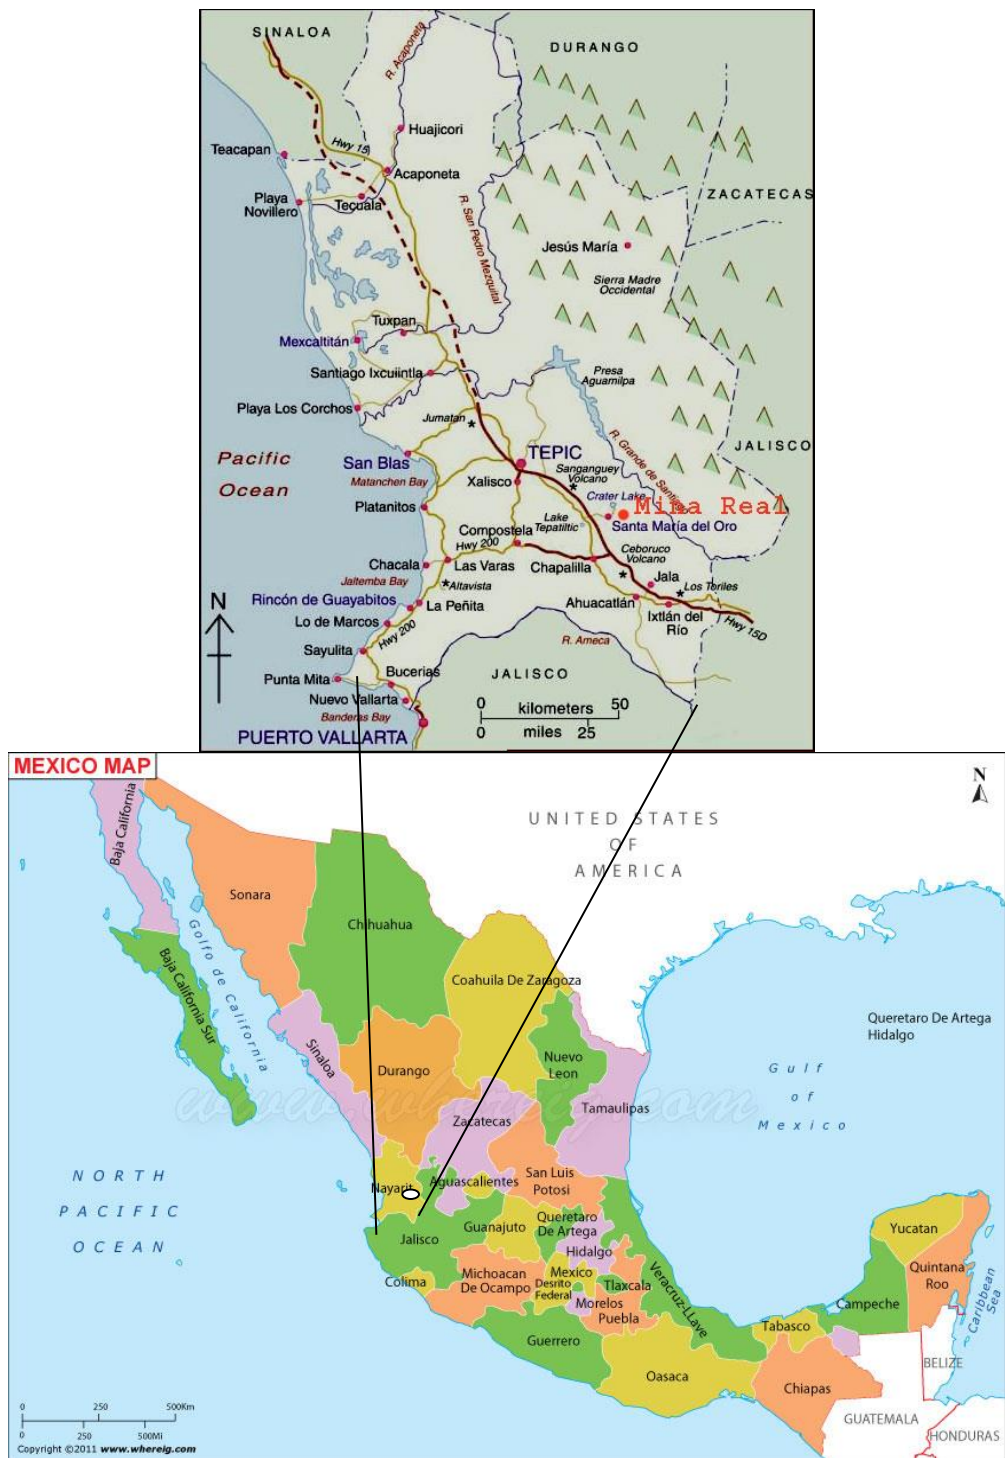 SINALOA
DURANGO
R. Acaponeta
Huajicori
Hwy 15
Teacapan
Acaponeta
ZACATECAS
Playa
Novillero
Tecuala
R. San Pedro Mezquital
Jesús María
Sierra Madre
Occidental
Tuxpan
Mexcaltitán
Santiago Ixcuiintla
Presa
Aguamilpa
Playa Los Corchos
Jumatan
R. Grande de Santiago
JALISCO
Pacific
Ocean
San Blas
TEPIC
Sanganguey
Volcano
Matanchen Bay
Xalisco
Crater Lake
Mina Real
Platanitos
Lake
Tepatiltic
Santa María del Oro
Compostela
Hwy 200
Ceboruco
Volcano
Chacala
Las Varas
Chapalilla
Jala
Jaltemba Bay
Altavista
Los Toriles
N
Rincón de Guayabitos
La Peñita
Ahuacatlán
Ixtlán del
Río
Hwy 15D
Lo de Marcos
Hwy 200
R. Ameca
Sayulita
Punta Mita
Bucerias
JALISCO
Nuevo Vallarta
0 kilometers 50
0 miles 25
Banderas Bay
PUERTO VALLARTA
MEXICO MAP
N
Baja California
UNITED STATES
OF
AMERICA
Sonara
Chihuahua
Golfo de California
Baja California Sur
Coahuila De Zaragoza
Queretaro De Artega
Hidalgo
Sinaloa
Nuevo
Leon
Durango
Gulf
of
Mexico
www.whereig.com
Tamaulipas
Zacatecas
NORTH
PACIFIC
OCEAN
Nayarit
Aguascalientes
San Luis
Potosi
Jalisco
Guanajuto
Queretaro
De Artega
Hidalgo
Yucatan
Quintana
Roo
Colima
Michoacan
De Ocampo
Mexico
Desrito
Federal
Tlaxcala
Veracruz-LLave
Morelos
Puebla
Campeche
Caribbean
Sea
Tabasco
Guerrero
Oasaca
Chiapas
BELIZE
GUATEMALA
HONDURAS
0 250 500Km
0 250 500Mi
Copyright ©2011 www.whereig.com